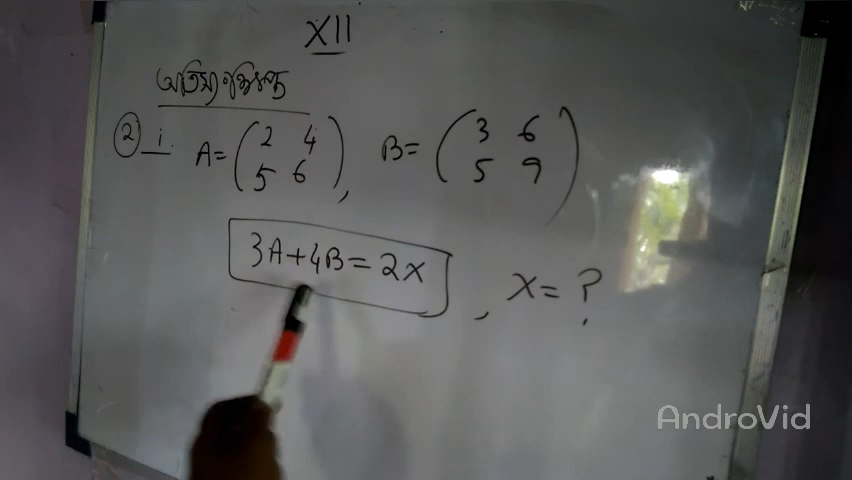 XII
অতিসংক্ষিপ্ত
② i. A = (2 4
5 6), B = (3 6
5 9)
3A+4B=2x, x=?
AndroVid